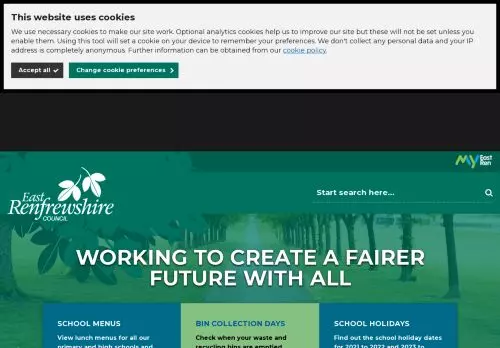 This website uses cookies
We use necessary cookies to make our site work. Optional analytics cookies help us to improve our site but these will not be set unless you
enable them. Using this tool will set a cookie on your device to remember your preferences. We don't collect any personal data and your IP
address is completely anonymous. Further information can be obtained from our cookie policy.
Accept all
Change cookie preferences
My East Ren
East
Renfrewshire
COUNCIL
Start search here...
WORKING TO CREATE A FAIRER
FUTURE WITH ALL
SCHOOL MENUS
View lunch menus for all our
primary and high schools and
BIN COLLECTION DAYS
Check when your waste and
recycling bins are emptied
SCHOOL HOLIDAYS
Find out the school holiday dates
for 2021 to 2022 and 2023 to